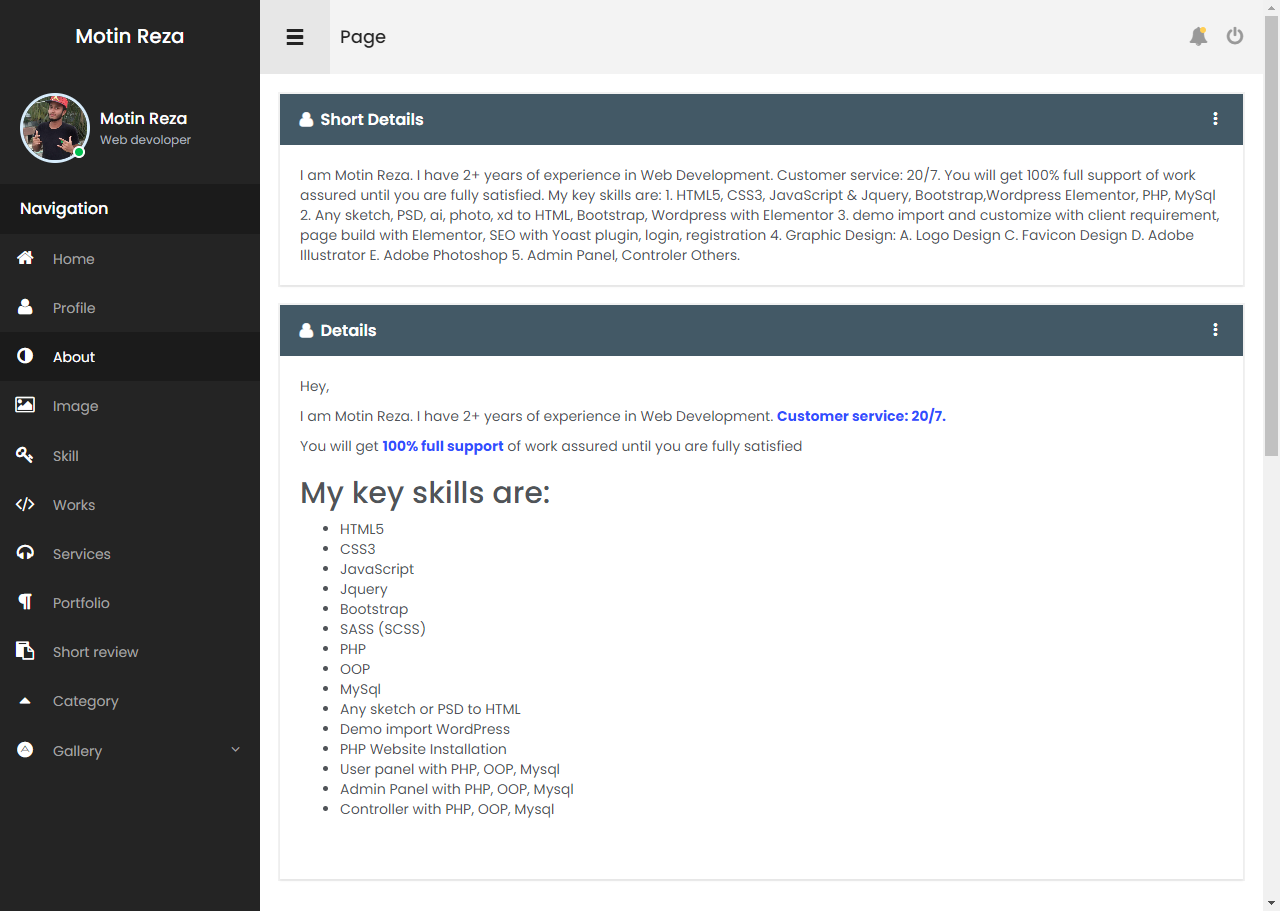 Motin Reza
Page
Motin Reza
Web devoloper
Navigation
Home
Profile
About
Image
Skill
Works
Services
Portfolio
Short review
Category
Gallery
Short Details
I am Motin Reza. I have 2+ years of experience in Web Development. Customer service: 20/7. You will get 100% full support of work
assured until you are fully satisfied. My key skills are: 1. HTML5, CSS3, JavaScript & Jquery, Bootstrap,Wordpress Elementor, PHP, MySql
2. Any sketch, PSD, ai, photo, xd to HTML, Bootstrap, Wordpress with Elementor 3. demo import and customize with client requirement,
page build with Elementor, SEO with Yoast plugin, login, registration 4. Graphic Design: A. Logo Design C. Favicon Design D. Adobe
Illustrator E. Adobe Photoshop 5. Admin Panel, Controler Others.
Details
Hey,
I am Motin Reza. I have 2+ years of experience in Web Development. Customer service: 20/7.
You will get 100% full support of work assured until you are fully satisfied
My key skills are:
HTML5
CSS3
JavaScript
Jquery
Bootstrap
SASS (SCSS)
PHP
OOP
MySql
Any sketch or PSD to HTML
Demo import WordPress
PHP Website Installation
User panel with PHP, OOP, Mysql
Admin Panel with PHP, OOP, Mysql
Controller with PHP, OOP, Mysql